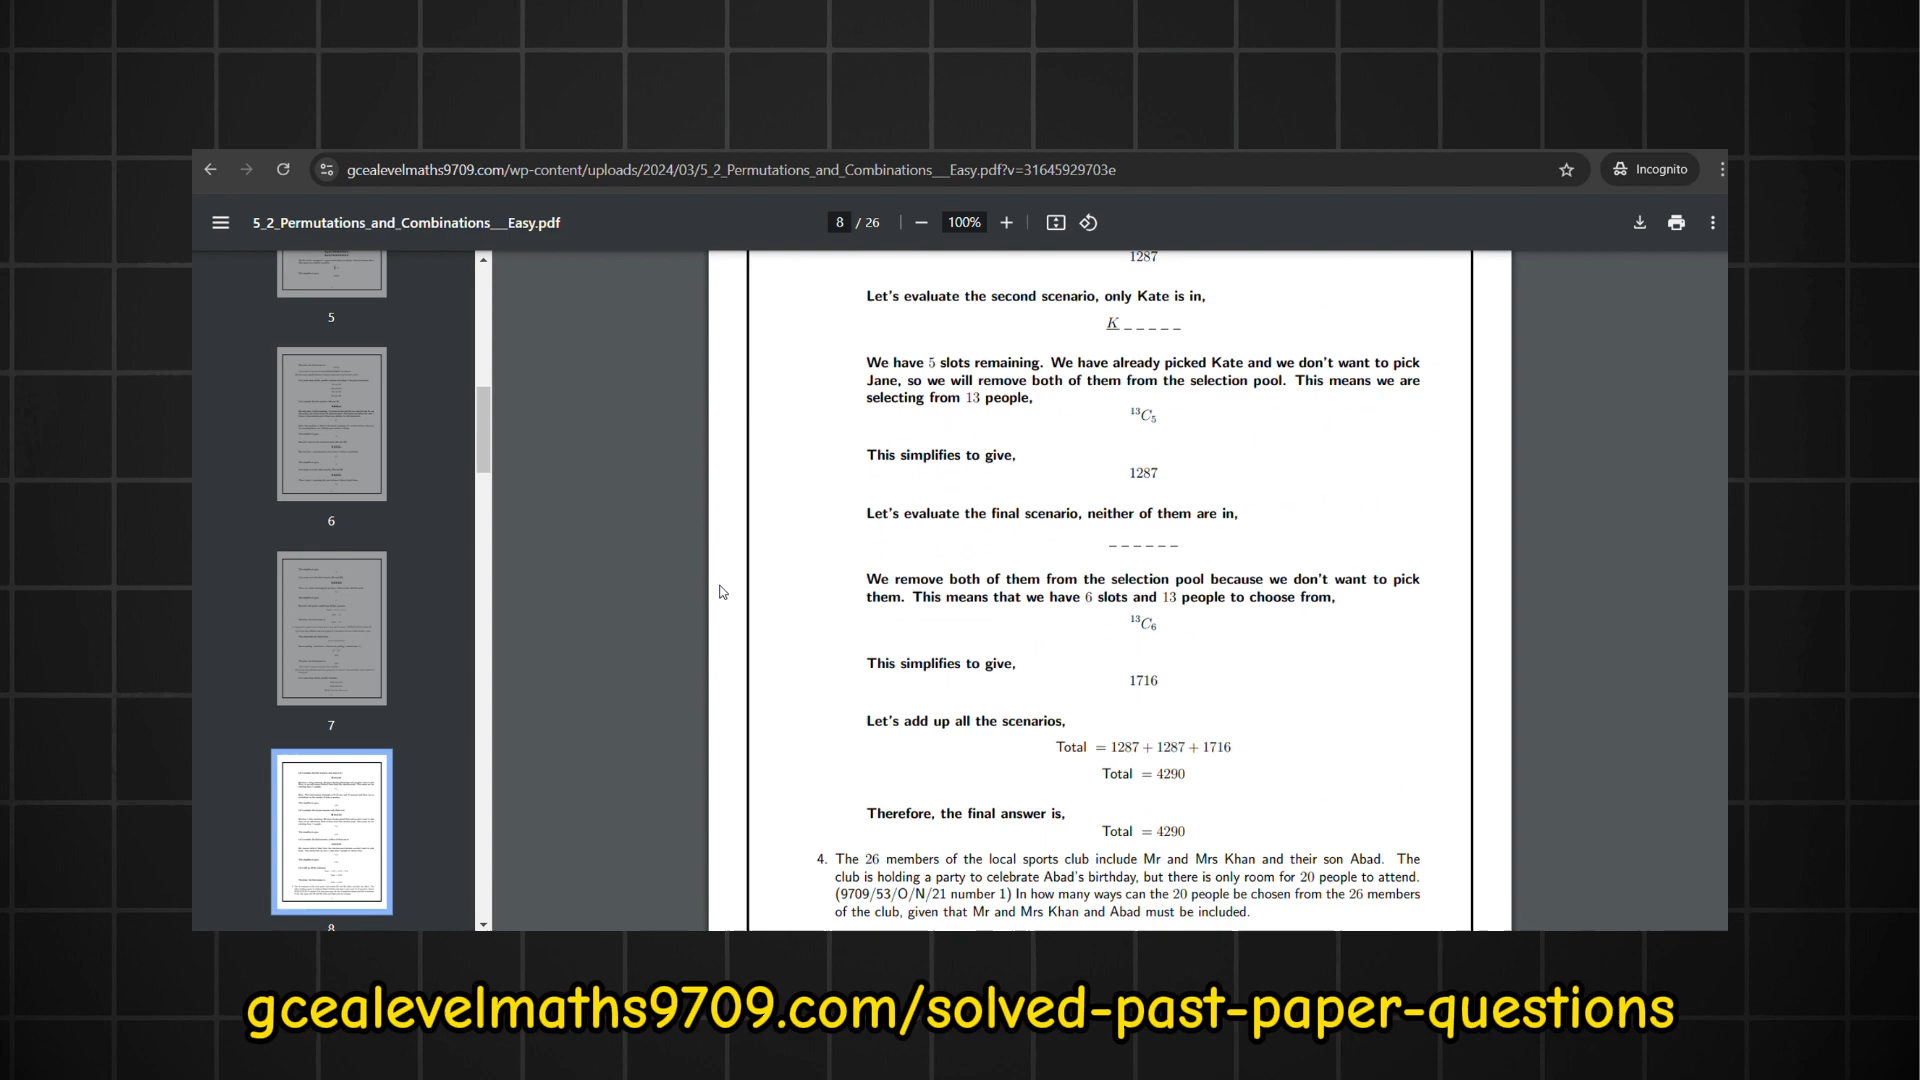 gcealevelmaths9709.com/wp-content/uploads/2024/03/5_2_Permutations_and_Combinations___Easy.pdf?v=31645929703e
Incognito
5_2_Permutations_and_Combinations___Easy.pdf
8 / 26
100%
5
6
7
8
1287
Let's evaluate the second scenario, only Kate is in,
K _ _ _ _ _
We have 5 slots remaining. We have already picked Kate and we don't want to pick
Jane, so we will remove both of them from the selection pool. This means we are
selecting from 13 people,
¹³C₅
This simplifies to give,
1287
Let's evaluate the final scenario, neither of them are in,
_ _ _ _ _ _
We remove both of them from the selection pool because we don't want to pick
them. This means that we have 6 slots and 13 people to choose from,
¹³C₆
This simplifies to give,
1716
Let's add up all the scenarios,
Total = 1287 + 1287 + 1716
Total = 4290
Therefore, the final answer is,
Total = 4290
4. The 26 members of the local sports club include Mr and Mrs Khan and their son Abad. The
club is holding a party to celebrate Abad's birthday, but there is only room for 20 people to attend.
(9709/53/O/N/21 number 1) In how many ways can the 20 people be chosen from the 26 members
of the club, given that Mr and Mrs Khan and Abad must be included.
gcealevelmaths9709.com/solved-past-paper-questions